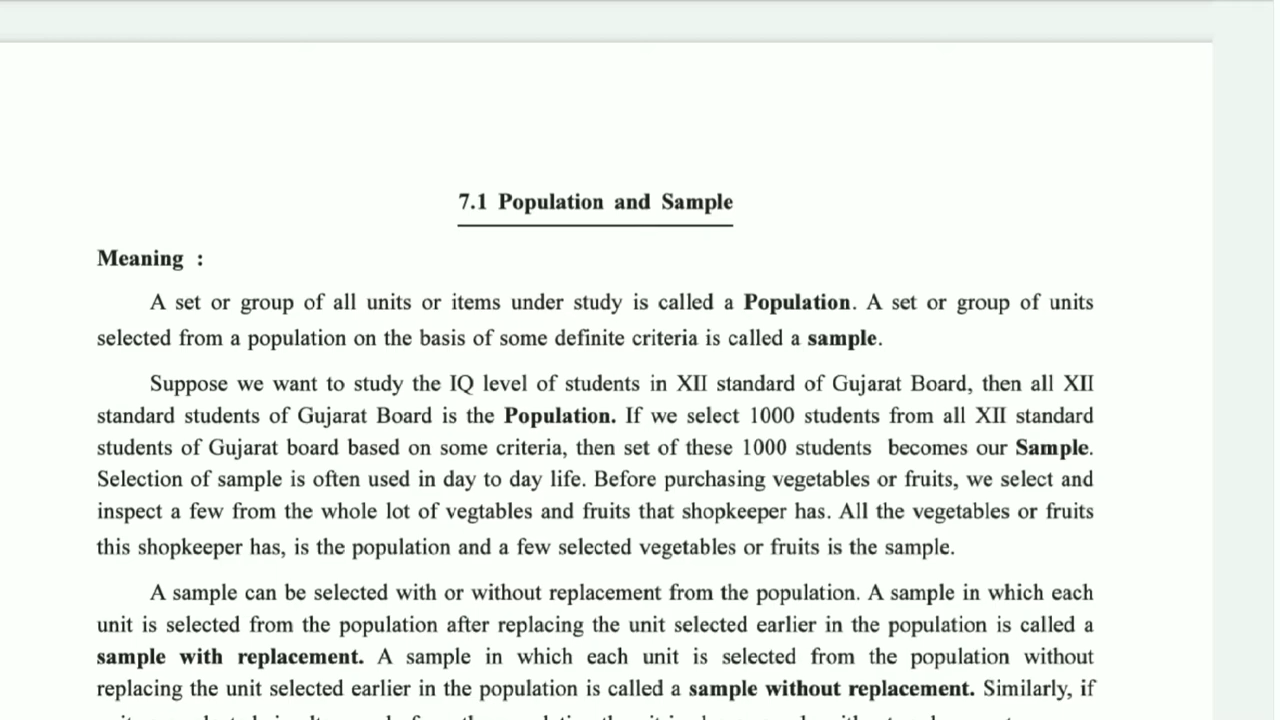 7.1 Population and Sample
Meaning :
A set or group of all units or items under study is called a Population. A set or group of units
selected from a population on the basis of some definite criteria is called a sample.
Suppose we want to study the IQ level of students in XII standard of Gujarat Board, then all XII
standard students of Gujarat Board is the Population. If we select 1000 students from all XII standard
students of Gujarat board based on some criteria, then set of these 1000 students becomes our Sample.
Selection of sample is often used in day to day life. Before purchasing vegetables or fruits, we select and
inspect a few from the whole lot of vegtables and fruits that shopkeeper has. All the vegetables or fruits
this shopkeeper has, is the population and a few selected vegetables or fruits is the sample.
A sample can be selected with or without replacement from the population. A sample in which each
unit is selected from the population after replacing the unit selected earlier in the population is called a
sample with replacement. A sample in which each unit is selected from the population without
replacing the unit selected earlier in the population is called a sample without replacement. Similarly, if